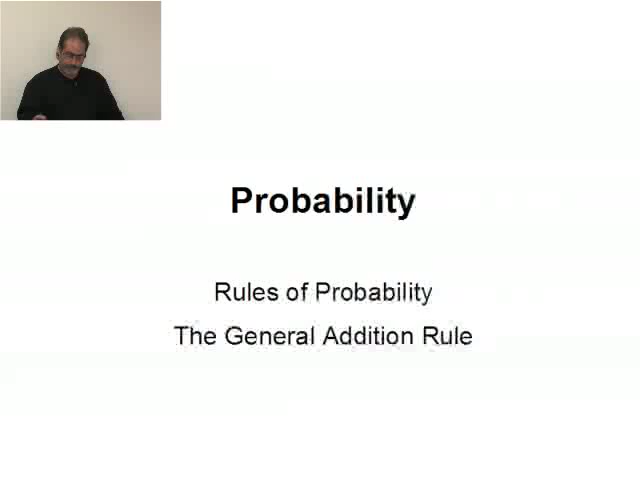 Probability
Rules of Probability
The General Addition Rule